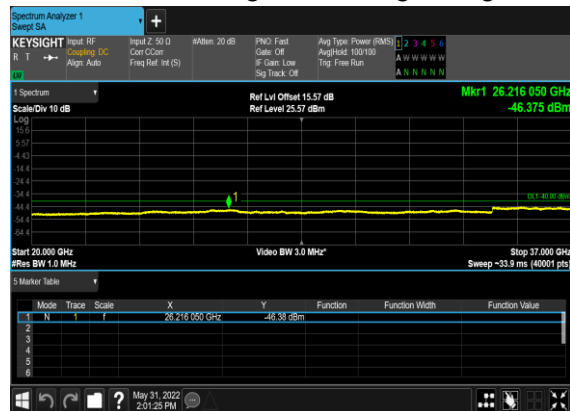 Spectrum Analyzer 1
Swept SA
+
KEYSIGHT Input: RF Input Z: 50 Ω #Atten: 20 dB PNO: Fast Avg Type: Power (RMS) 1 2 3 4 5 6
R T Coupling: DC Corr CCorr Gate: Off Avg|Hold: 100/100 A W W W W W
Align: Auto Freq Ref: Int (S) IF Gain: Low Trig: Free Run
Sig Track: Off A N N N N N
1 Spectrum
Ref Lvl Offset 15.57 dB Mkr1 26.216 050 GHz
Scale/Div 10 dB Ref Level 25.57 dBm -46.375 dBm
Log
15.6
5.57
-4.43
-14.4
-24.4
-34.4
1
-44.4
-54.4
-64.4
Start 20.000 GHz Video BW 3.0 MHz* Stop 37.000 GHz
#Res BW 1.0 MHz Sweep ~33.9 ms (40001 pts)
5 Marker Table
Mode Trace Scale X Y Function Function Width Function Value
1 N 1 f 26.216 050 GHz -46.38 dBm
2
3
4
5
6
? May 31, 2022
2:01:25 PM